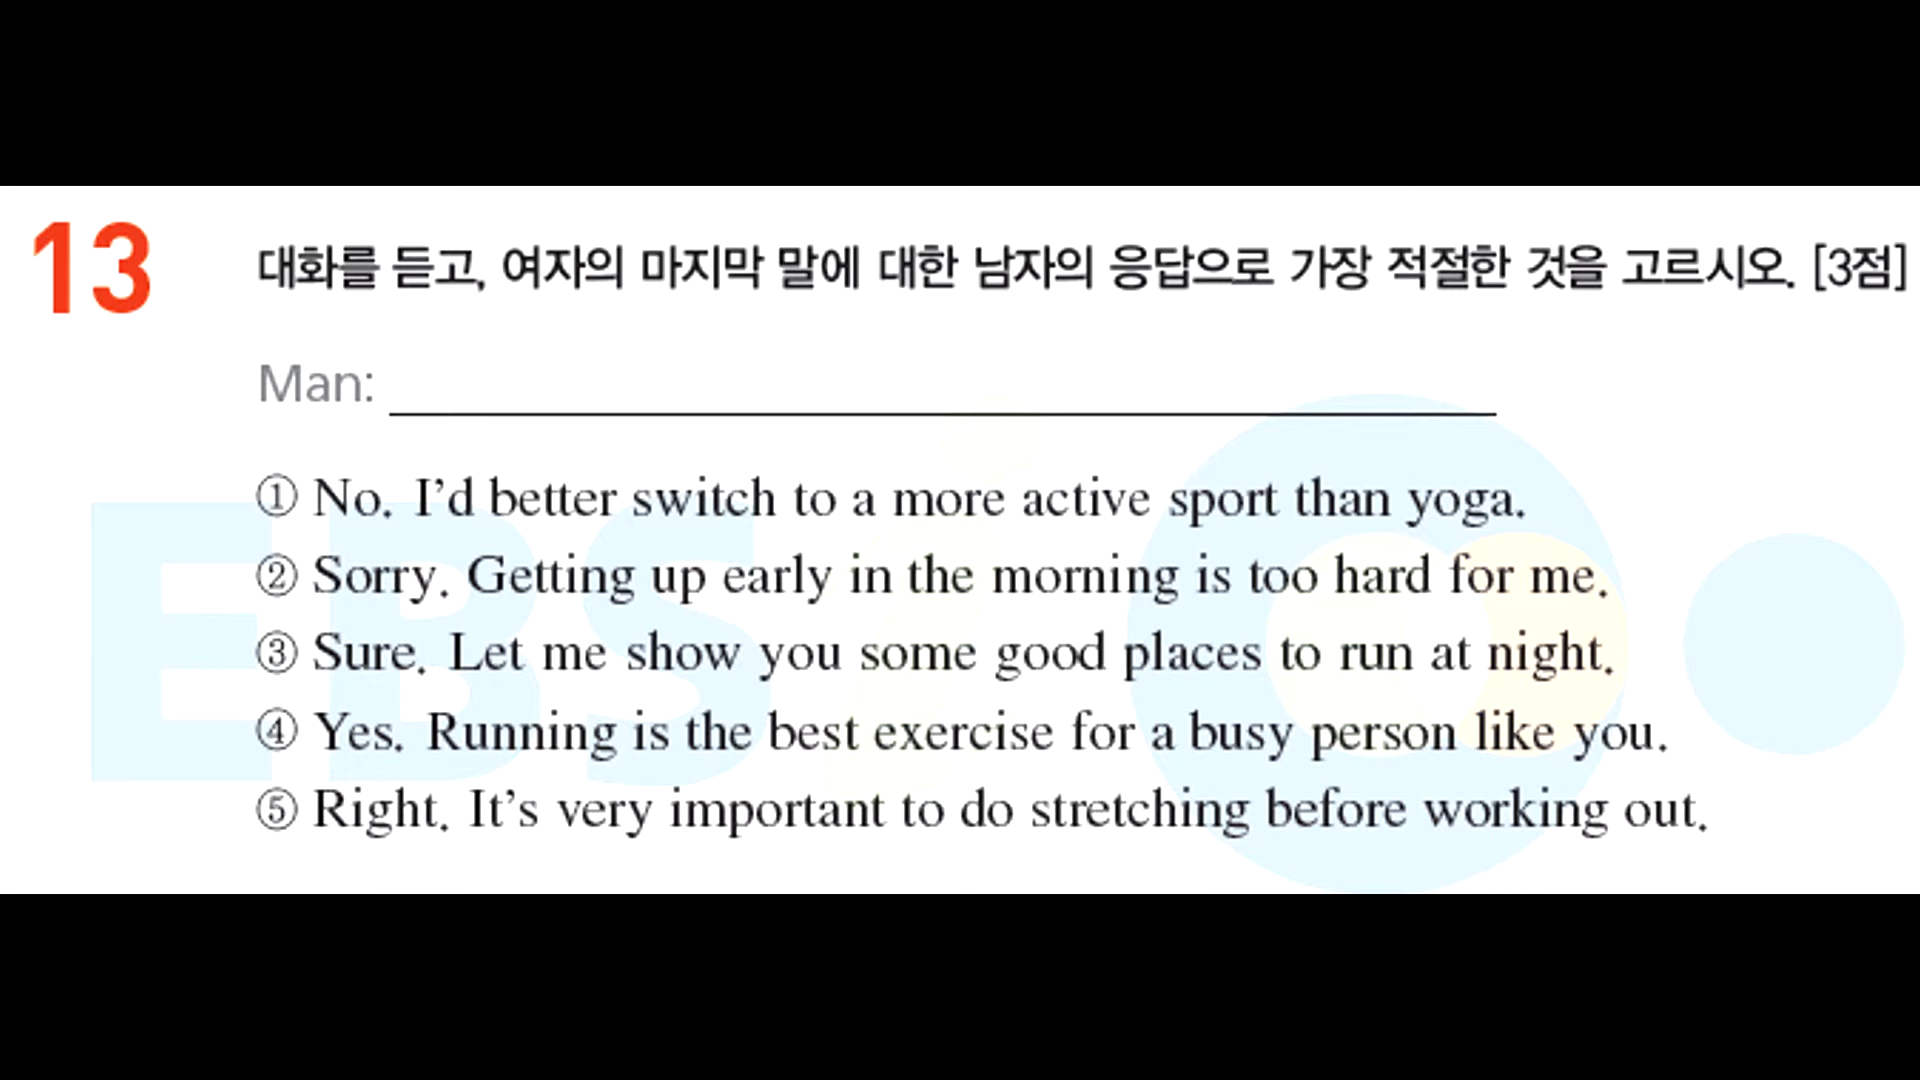 13
대화를 듣고, 여자의 마지막 말에 대한 남자의 응답으로 가장 적절한 것을 고르시오. [3점]
Man:
① No. I'd better switch to a more active sport than yoga.
② Sorry. Getting up early in the morning is too hard for me.
③ Sure. Let me show you some good places to run at night.
④ Yes. Running is the best exercise for a busy person like you.
⑤ Right. It's very important to do stretching before working out.
EBSi